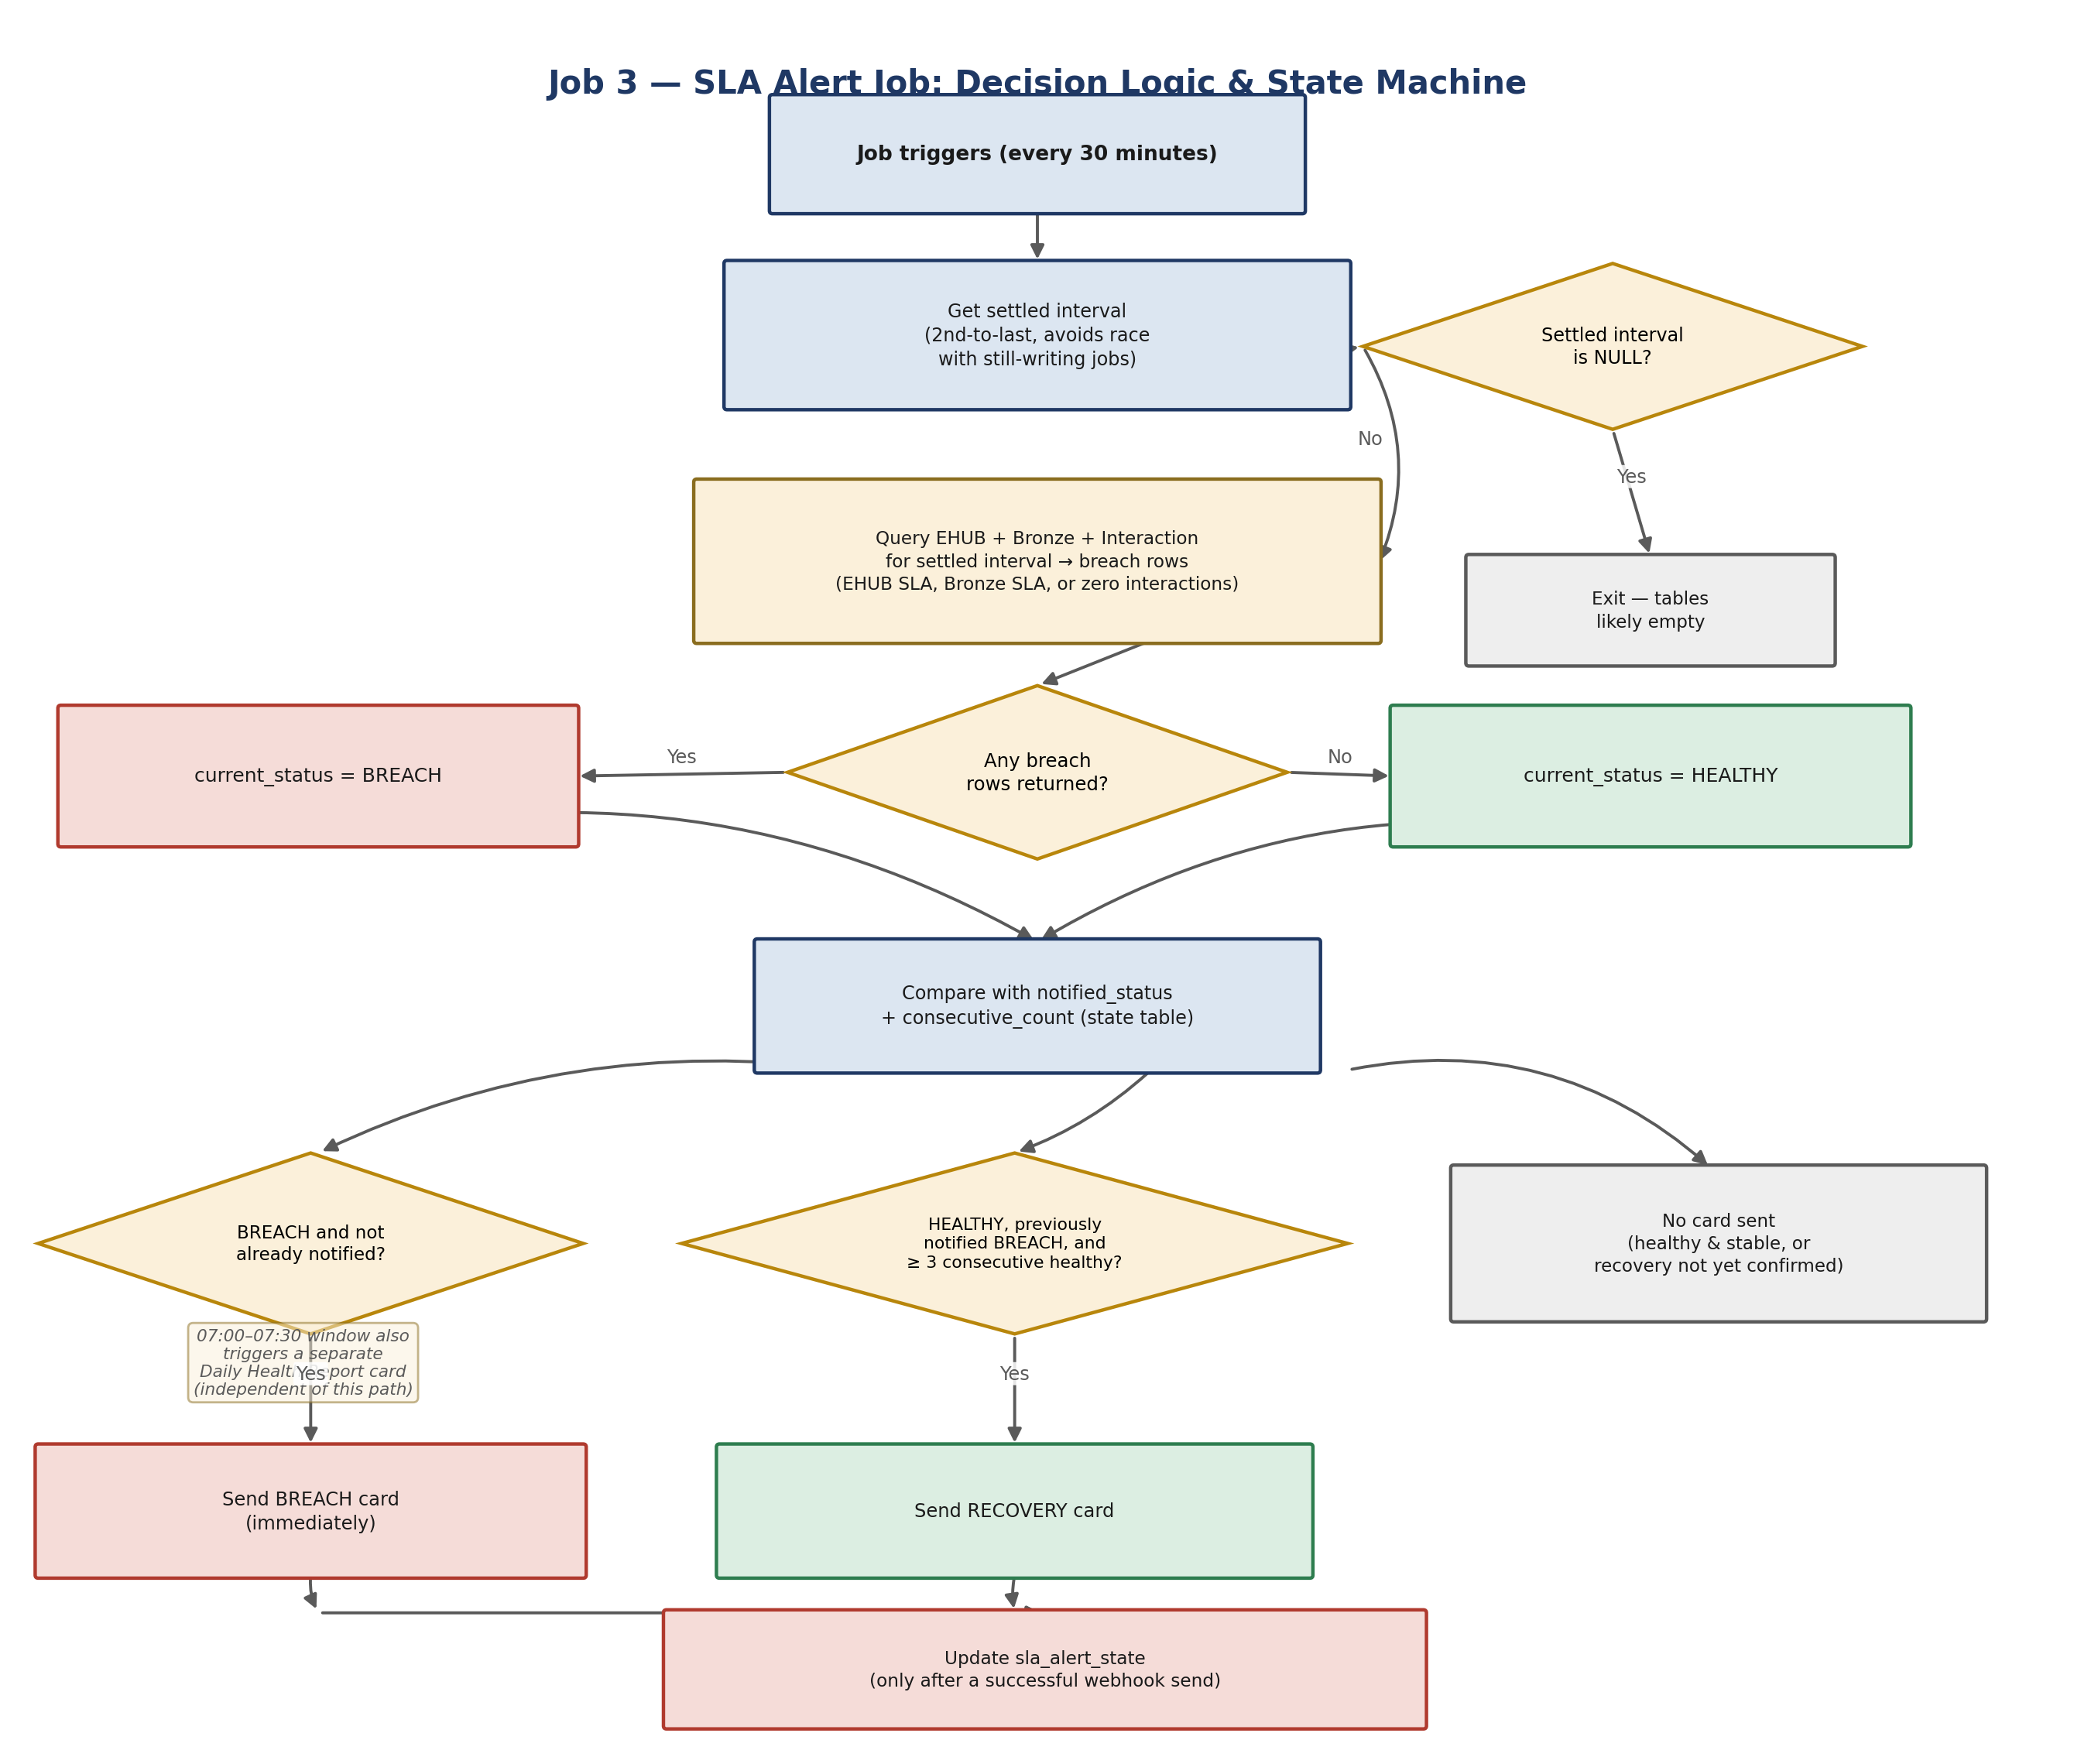 Job 3 — SLA Alert Job: Decision Logic & State Machine
Job triggers (every 30 minutes)
Get settled interval
(2nd-to-last, avoids race
with still-writing jobs)
Settled interval
is NULL?
No
Yes
Query EHUB + Bronze + Interaction
for settled interval → breach rows
(EHUB SLA, Bronze SLA, or zero interactions)
Exit — tables
likely empty
current_status = BREACH
Yes
Any breach
rows returned?
No
current_status = HEALTHY
Compare with notified_status
+ consecutive_count (state table)
BREACH and not
already notified?
HEALTHY, previously
notified BREACH, and
≥ 3 consecutive healthy?
No card sent
(healthy & stable, or
recovery not yet confirmed)
07:00–07:30 window also
triggers a separate
Daily Health Report card
(independent of this path)
Yes
Yes
Send BREACH card
(immediately)
Send RECOVERY card
Update sla_alert_state
(only after a successful webhook send)